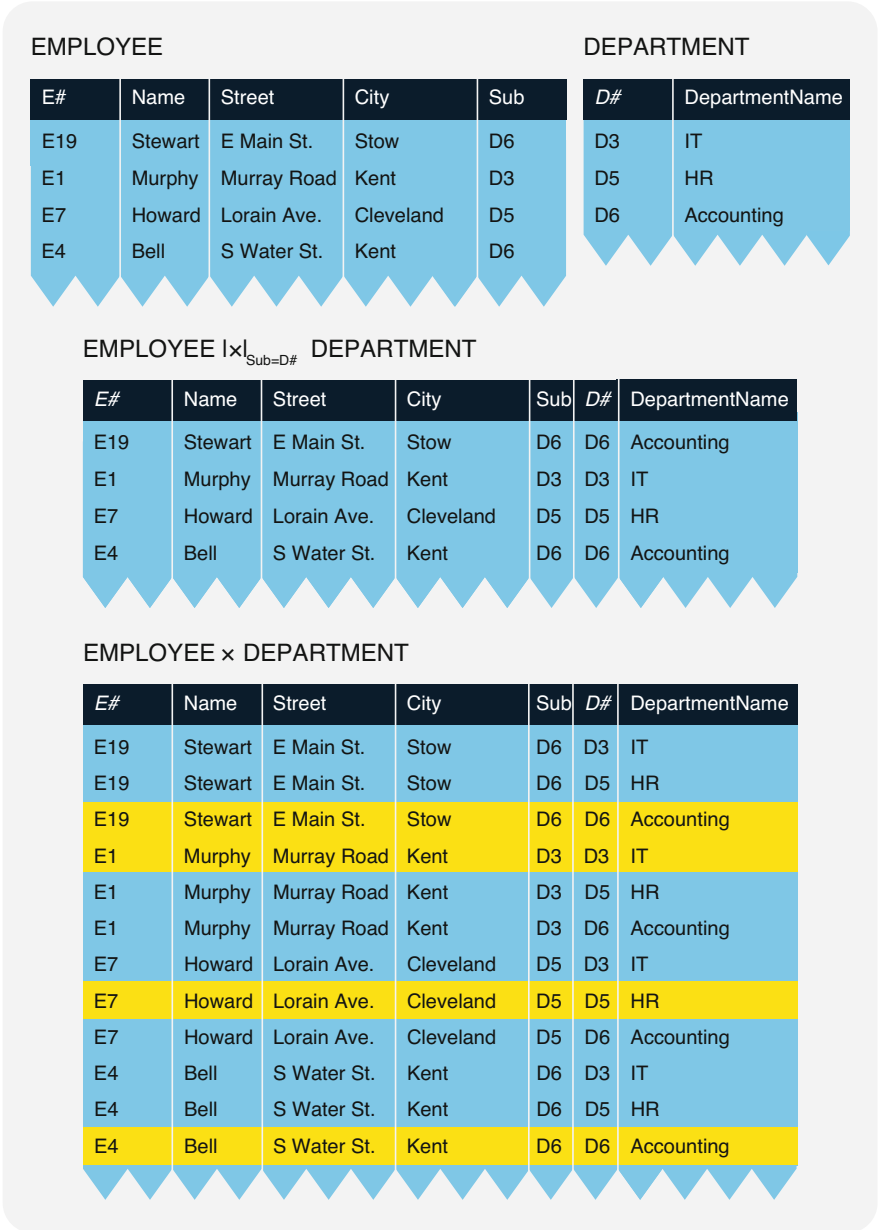 EMPLOYEE DEPARTMENT
E# Name Street City Sub D# DepartmentName
E19 Stewart E Main St. Stow D6 D3 IT
E1 Murphy Murray Road Kent D3 D5 HR
E7 Howard Lorain Ave. Cleveland D5 D6 Accounting
E4 Bell S Water St. Kent D6
EMPLOYEE |×|Sub=D# DEPARTMENT
E# Name Street City Sub D# DepartmentName
E19 Stewart E Main St. Stow D6 D6 Accounting
E1 Murphy Murray Road Kent D3 D3 IT
E7 Howard Lorain Ave. Cleveland D5 D5 HR
E4 Bell S Water St. Kent D6 D6 Accounting
EMPLOYEE × DEPARTMENT
E# Name Street City Sub D# DepartmentName
E19 Stewart E Main St. Stow D6 D3 IT
E19 Stewart E Main St. Stow D6 D5 HR
E19 Stewart E Main St. Stow D6 D6 Accounting
E1 Murphy Murray Road Kent D3 D3 IT
E1 Murphy Murray Road Kent D3 D5 HR
E1 Murphy Murray Road Kent D3 D6 Accounting
E7 Howard Lorain Ave. Cleveland D5 D3 IT
E7 Howard Lorain Ave. Cleveland D5 D5 HR
E7 Howard Lorain Ave. Cleveland D5 D6 Accounting
E4 Bell S Water St. Kent D6 D3 IT
E4 Bell S Water St. Kent D6 D5 HR
E4 Bell S Water St. Kent D6 D6 Accounting